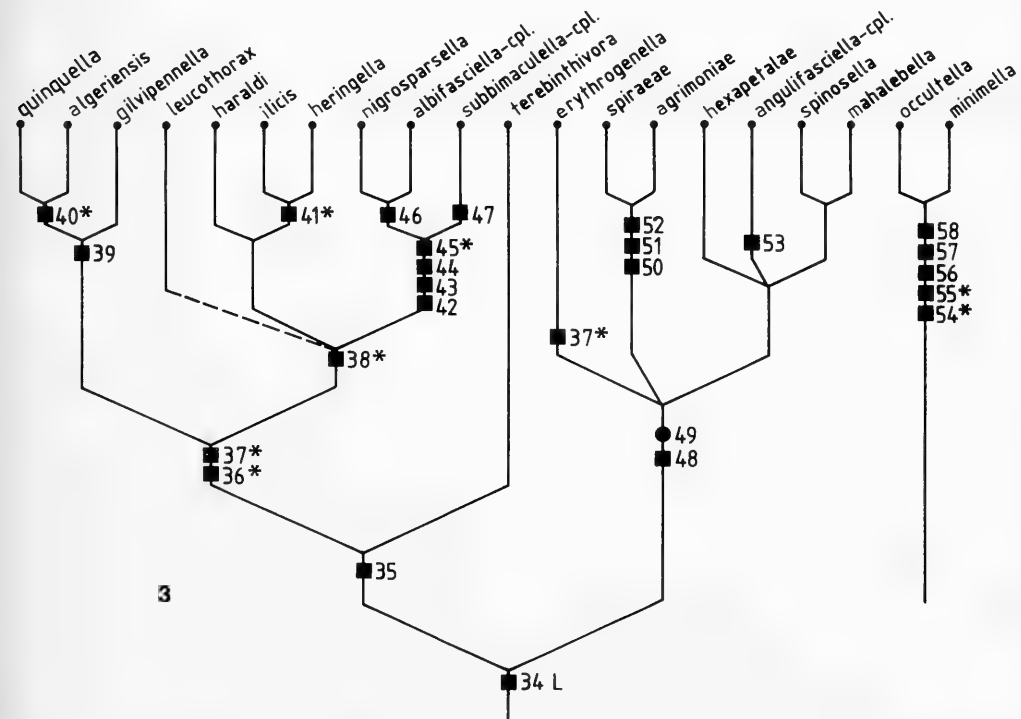 quinquella
algeriensis
gilvipennella
leucothorax
haraldi
ilicis
heringella
nigrosparsella
albifasciella-cpl.
subbimaculella-cpl.
terebinthivora
erythrogenella
spiraeae
agrimoniae
hexapetalae
angulifasciella-cpl.
spinosella
mahalebella
occultella
minimella
40*
41*
46
47
52
51
50
53
58
57
56
55*
54*
39
45*
44
43
42
38*
37*
49
48
37*
36*
35
3
34 L